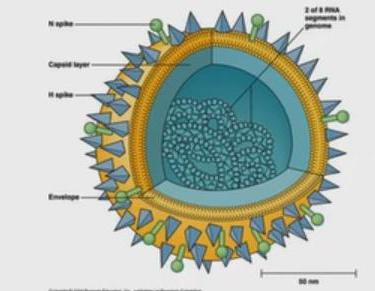 N spike
2 of 8 RNA
segments in
genome
Capsid layer
H spike
Envelope
50 nm